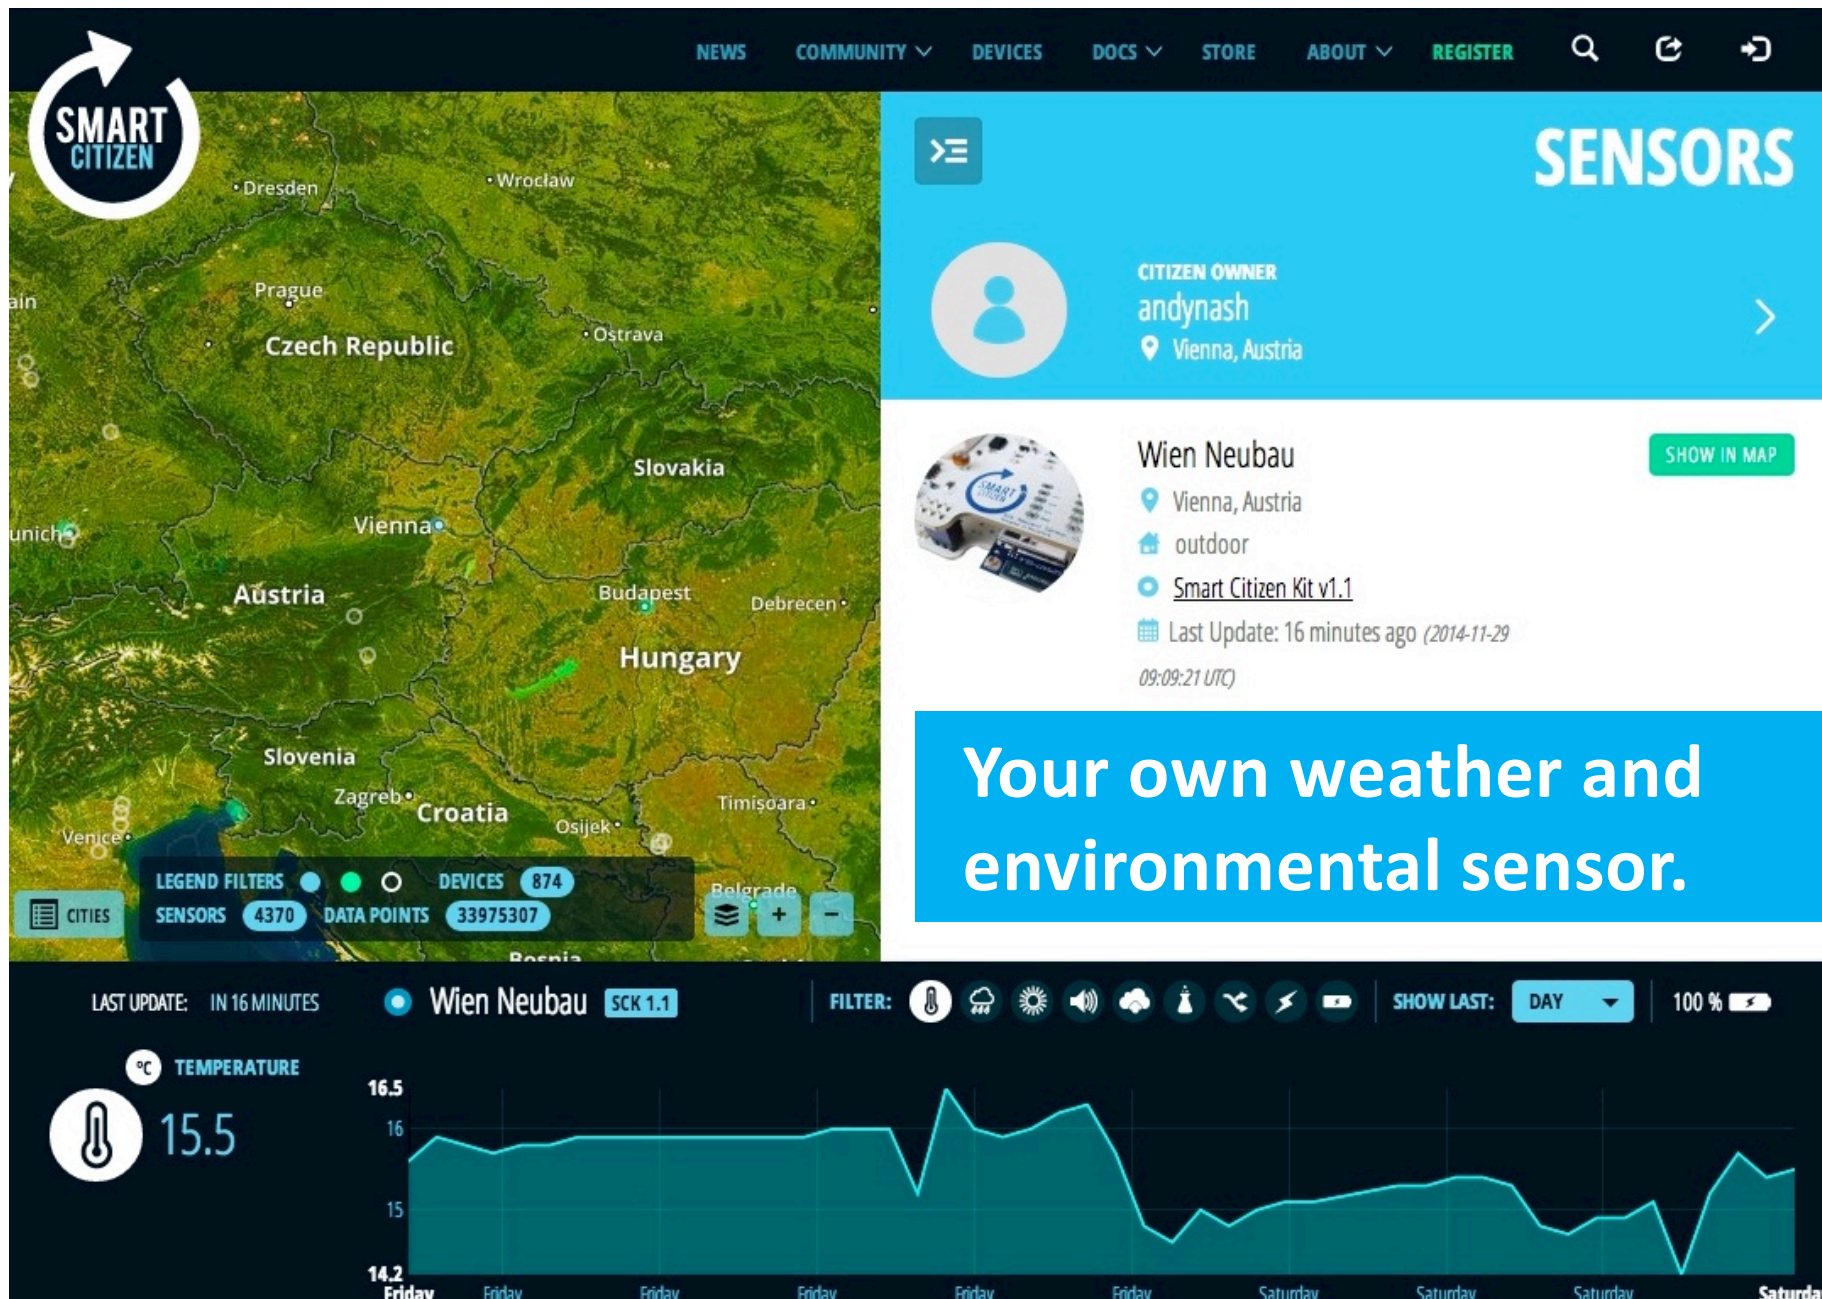 NEWS COMMUNITY DEVICES DOCS STORE ABOUT REGISTER
SMART
CITIZEN
SENSORS
CITIZEN OWNER
andynash
Vienna, Austria
Wien Neubau
SHOW IN MAP
Vienna, Austria
outdoor
Smart Citizen Kit v1.1
Last Update: 16 minutes ago (2014-11-29
09:09:21 UTC)
Your own weather and
environmental sensor.
Dresden
Wrocław
Prague
Czech Republic
Ostrava
Slovakia
Vienna
Austria
Budapest
Debrecen
Hungary
Slovenia
Zagreb
Croatia
Timișoara
Osijek
Venice
Belgrade
Bosnia
CITIES
LEGEND FILTERS DEVICES 874
SENSORS 4370 DATA POINTS 33975307
+ −
LAST UPDATE: IN 16 MINUTES
Wien Neubau SCK 1.1
FILTER:
SHOW LAST: DAY
100 %
°C TEMPERATURE
15.5
16.5
16
15
14.2
Friday Friday Friday Friday Friday Friday Saturday Saturday Saturday